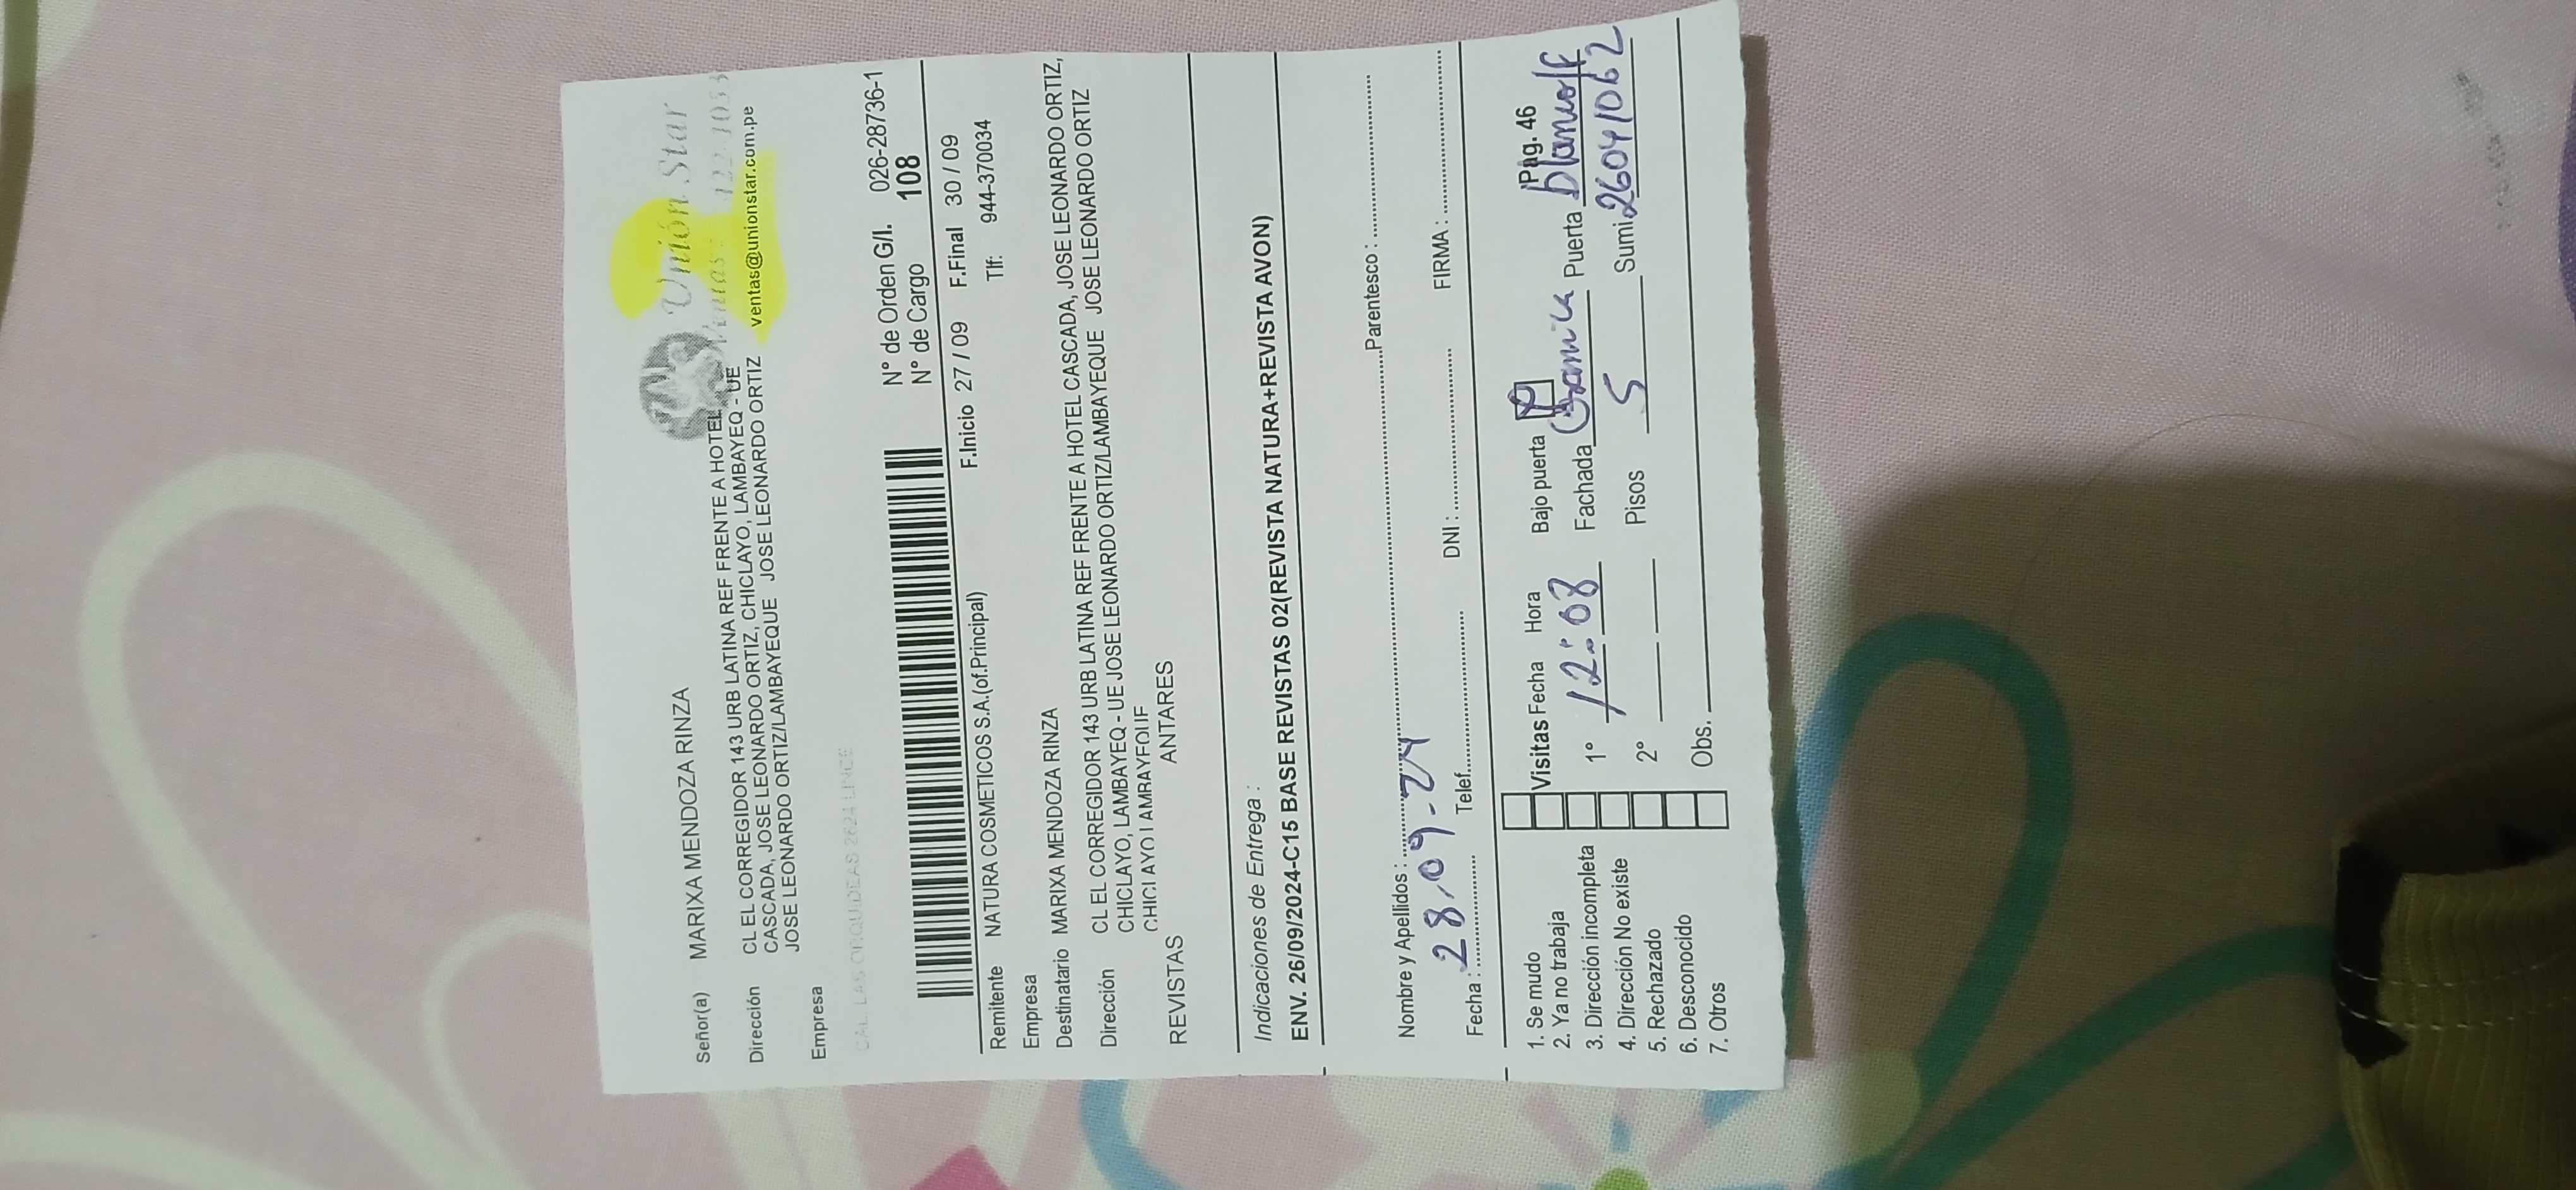 Unión Star
Señor(a) MARIXA MENDOZA RINZA
Dirección CL EL CORREGIDOR 143 URB LATINA REF FRENTE A HOTEL
CASCADA, JOSE LEONARDO ORTIZ, CHICLAYO, LAMBAYEQ - UE
JOSE LEONARDO ORTIZ/LAMBAYEQUE JOSE LEONARDO ORTIZ
ventas@unionstar.com.pe
Empresa
CAL. LAS ORQUIDEAS 2624 LINCE
N° de Orden G/I. 026-28736-1
N° de Cargo 108
F.Inicio 27 / 09 F.Final 30 / 09
Remitente NATURA COSMETICOS S.A.(of.Principal) Tlf: 944-370034
Empresa
Destinatario MARIXA MENDOZA RINZA
Dirección CL EL CORREGIDOR 143 URB LATINA REF FRENTE A HOTEL CASCADA, JOSE LEONARDO ORTIZ,
CHICLAYO, LAMBAYEQ - UE JOSE LEONARDO ORTIZ/LAMBAYEQUE JOSE LEONARDO ORTIZ
REVISTAS ANTARES
Indicaciones de Entrega :
ENV. 26/09/2024-C15 BASE REVISTAS 02(REVISTA NATURA+REVISTA AVON)
Nombre y Apellidos : Parentesco :
Fecha : 28-09-24 Telef. DNI : FIRMA :
Pág. 46
1. Se mudo Visitas Fecha Hora Bajo puerta
2. Ya no trabaja 1° 12:08 Fachada Puerta
3. Dirección incompleta
4. Dirección No existe 2° Pisos 5 Sumi 26041062
5. Rechazado
6. Desconocido Obs.
7. Otros